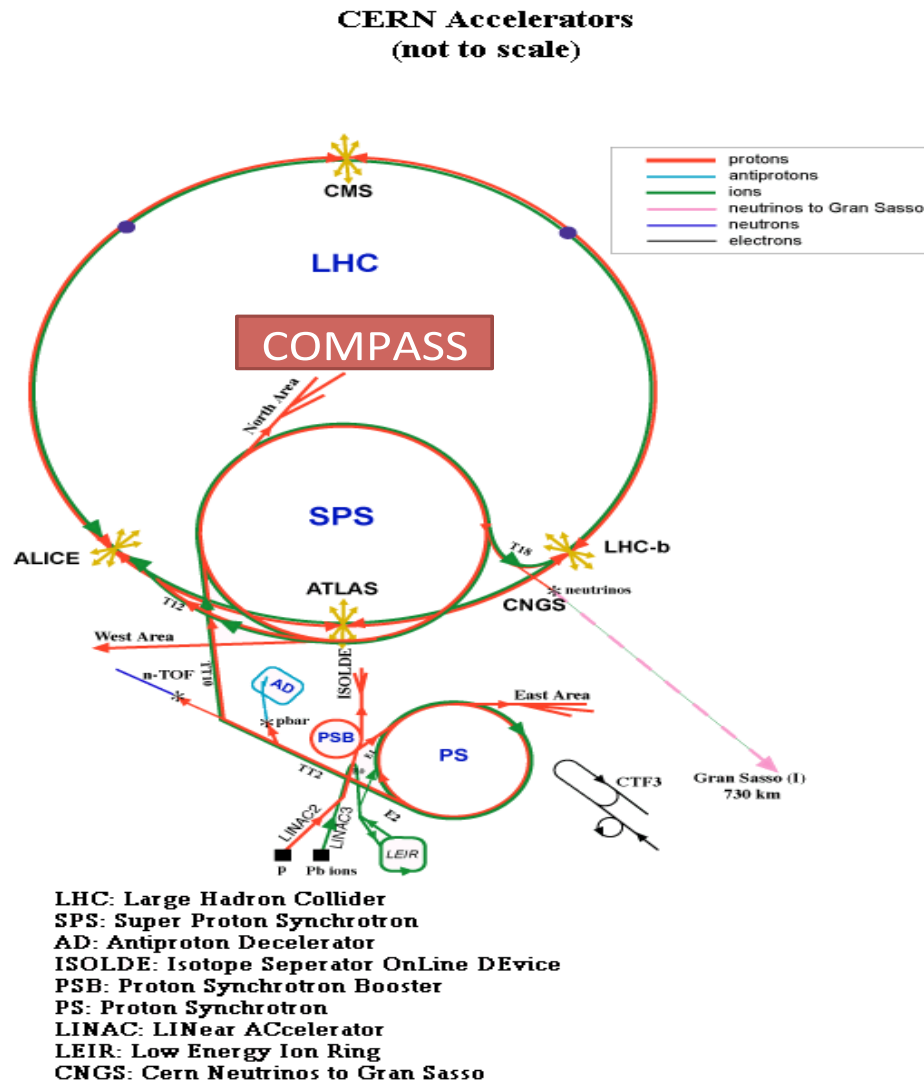 CERN Accelerators
(not to scale)
protons
antiprotons
ions
neutrinos to Gran Sasso
neutrons
electrons
CMS
LHC
COMPASS
North Area
SPS
ALICE
TI8
LHC-b
ATLAS
neutrinos
CNGS
TI2
West Area
TT10
ISOLDE
n-TOF
AD
East Area
pbar
PSB
PS
E1
TT2
Gran Sasso (I)
730 km
CTF3
LINAC2
LINAC3
E2
LEIR
P
Pb ions
LHC: Large Hadron Collider
SPS: Super Proton Synchrotron
AD: Antiproton Decelerator
ISOLDE: Isotope Seperator OnLine DEvice
PSB: Proton Synchrotron Booster
PS: Proton Synchrotron
LINAC: LINear ACcelerator
LEIR: Low Energy Ion Ring
CNGS: Cern Neutrinos to Gran Sasso